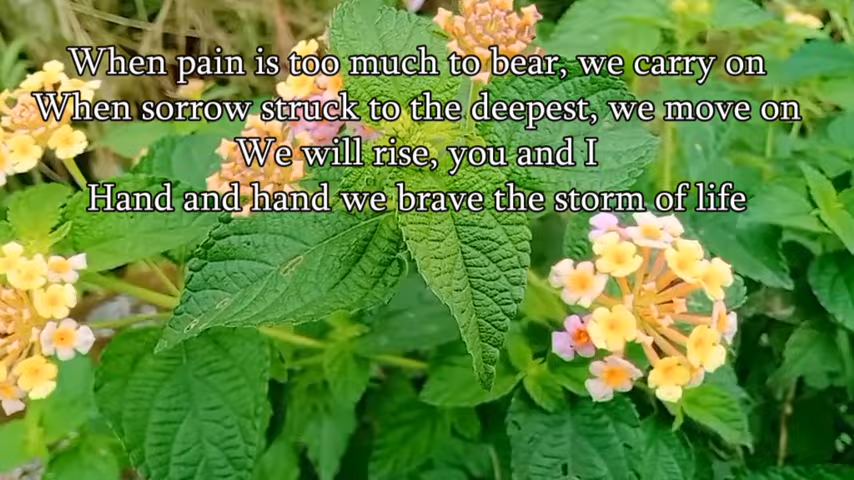 When pain is too much to bear, we carry on
When sorrow struck to the deepest, we move on
We will rise, you and I
Hand and hand we brave the storm of life